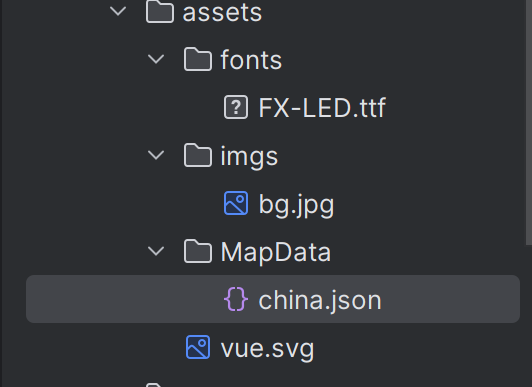 assets
fonts
FX-LED.ttf
imgs
bg.jpg
MapData
china.json
vue.svg